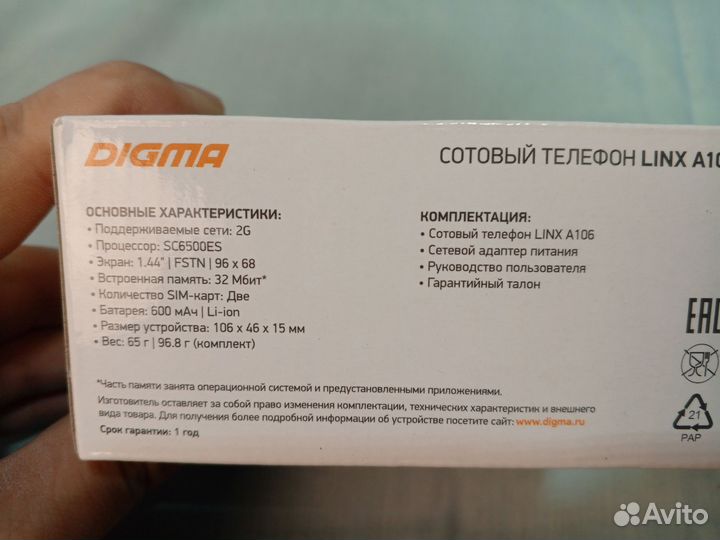 DIGMA
СОТОВЫЙ ТЕЛЕФОН LINX A10
ОСНОВНЫЕ ХАРАКТЕРИСТИКИ:
• Поддерживаемые сети: 2G
• Процессор: SC6500ES
• Экран: 1.44" | FSTN | 96 x 68
• Встроенная память: 32 Мбит*
• Количество SIM-карт: Две
• Батарея: 600 мАч | Li-ion
• Размер устройства: 106 x 46 x 15 мм
• Вес: 65 г | 96.8 г (комплект)
КОМПЛЕКТАЦИЯ:
• Сотовый телефон LINX A106
• Сетевой адаптер питания
• Руководство пользователя
• Гарантийный талон
*Часть памяти занята операционной системой и предустановленными приложениями.
Изготовитель оставляет за собой право изменения комплектации, технических характеристик и внешнего
вида товара. Для получения более подробной информации об устройстве посетите сайт: www.digma.ru
Срок гарантии: 1 год
EAC
21
PAP
Avito